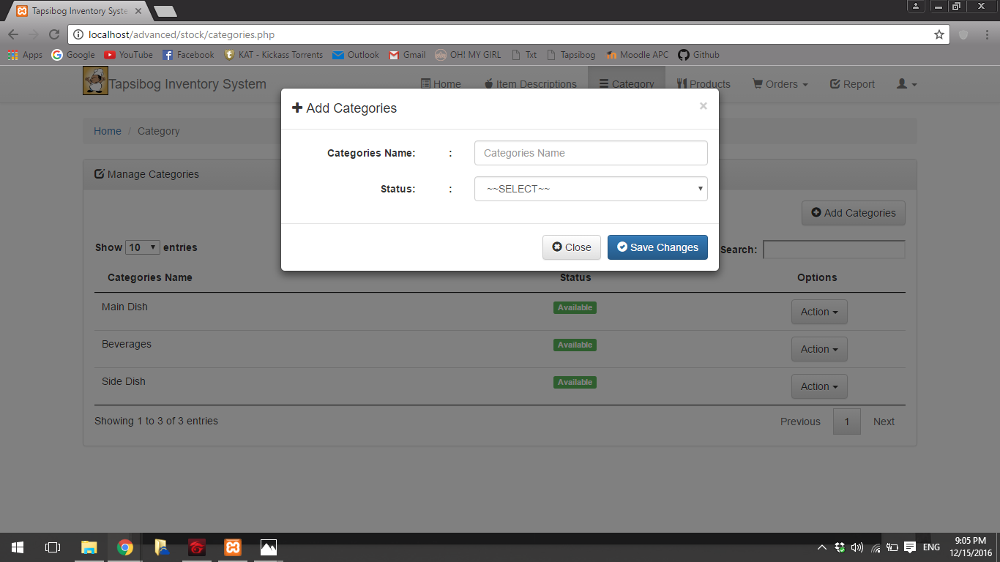 Tapsibog Inventory Syste
localhost/advanced/stock/categories.php
Apps Google YouTube Facebook KAT - Kickass Torrents Outlook Gmail OH! MY GIRL Txt Tapsibog Moodle APC Github
Tapsibog Inventory System Home Item Descriptions Category Products Orders Report
Add Categories ×
Home / Category
Categories Name: : Categories Name
Manage Categories
Status: : ~~SELECT~~
Add Categories
Show 10 entries Close Save Changes Search:
Categories Name Status Options
Main Dish Available Action
Beverages Available Action
Side Dish Available Action
Showing 1 to 3 of 3 entries Previous 1 Next
ENG 9:05 PM
12/15/2016